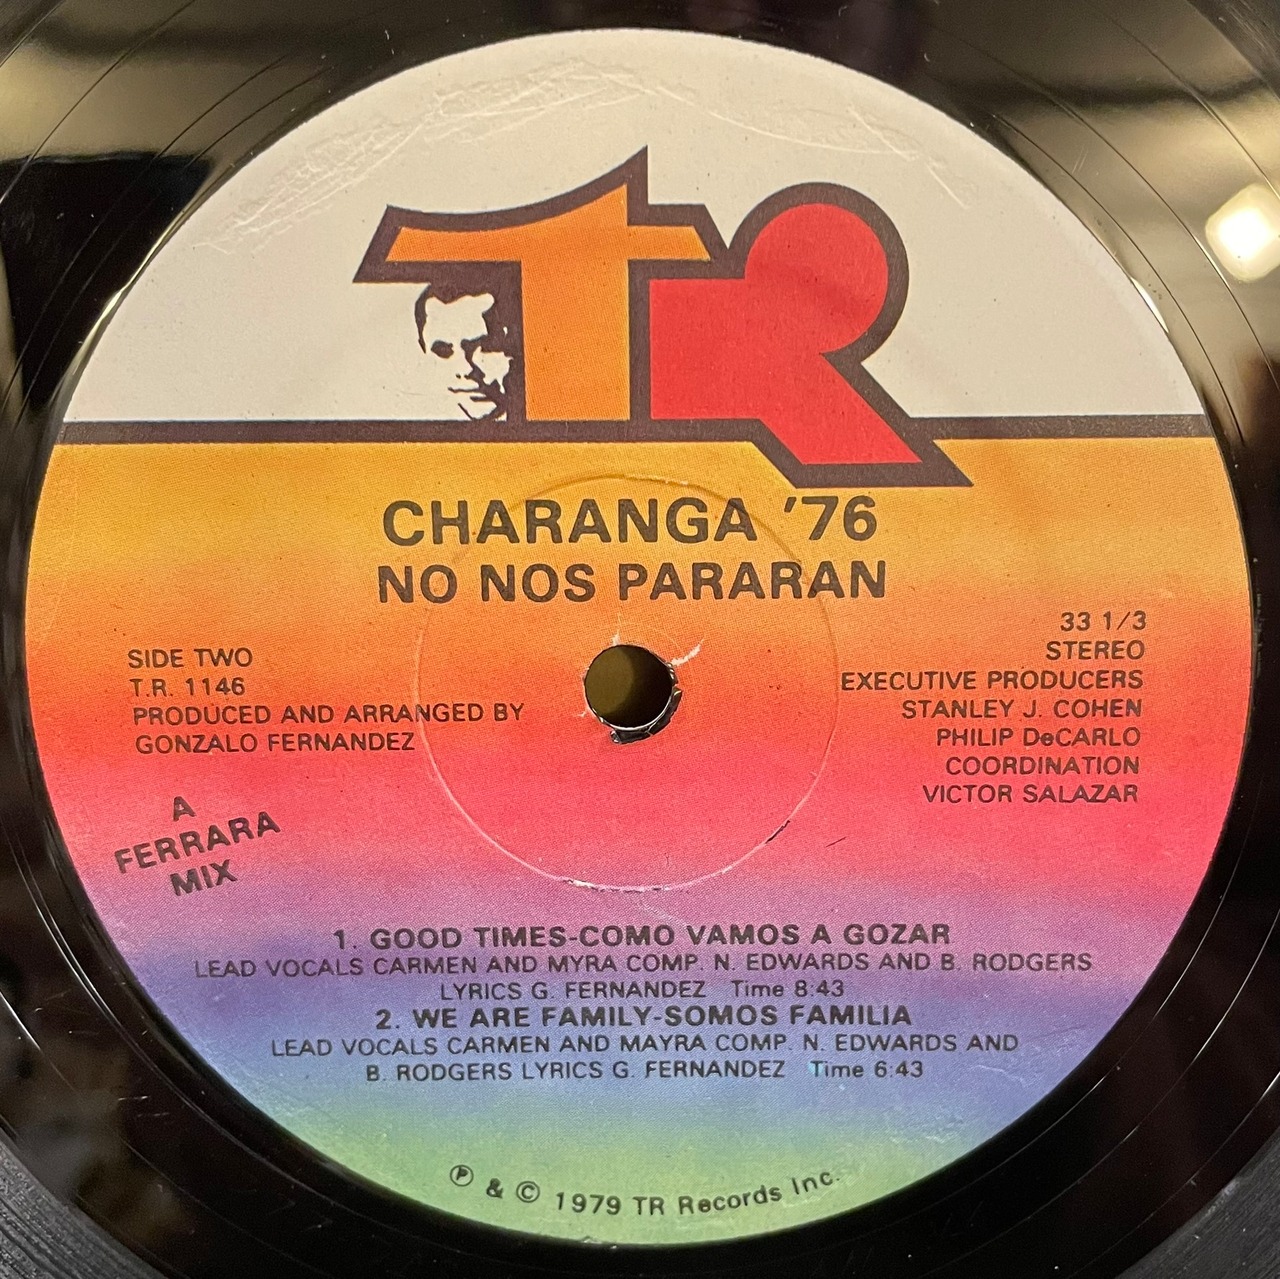 TR
CHARANGA '76
NO NOS PARARAN
SIDE TWO
T.R. 1146
PRODUCED AND ARRANGED BY
GONZALO FERNANDEZ
33 1/3
STEREO
EXECUTIVE PRODUCERS
STANLEY J. COHEN
PHILIP DeCARLO
COORDINATION
VICTOR SALAZAR
A
FERRARA
MIX
1. GOOD TIMES-COMO VAMOS A GOZAR
LEAD VOCALS CARMEN AND MYRA COMP. N. EDWARDS AND B. RODGERS
LYRICS G. FERNANDEZ Time 8:43
2. WE ARE FAMILY-SOMOS FAMILIA
LEAD VOCALS CARMEN AND MAYRA COMP. N. EDWARDS AND
B. RODGERS LYRICS G. FERNANDEZ Time 6:43
℗ & © 1979 TR Records Inc.